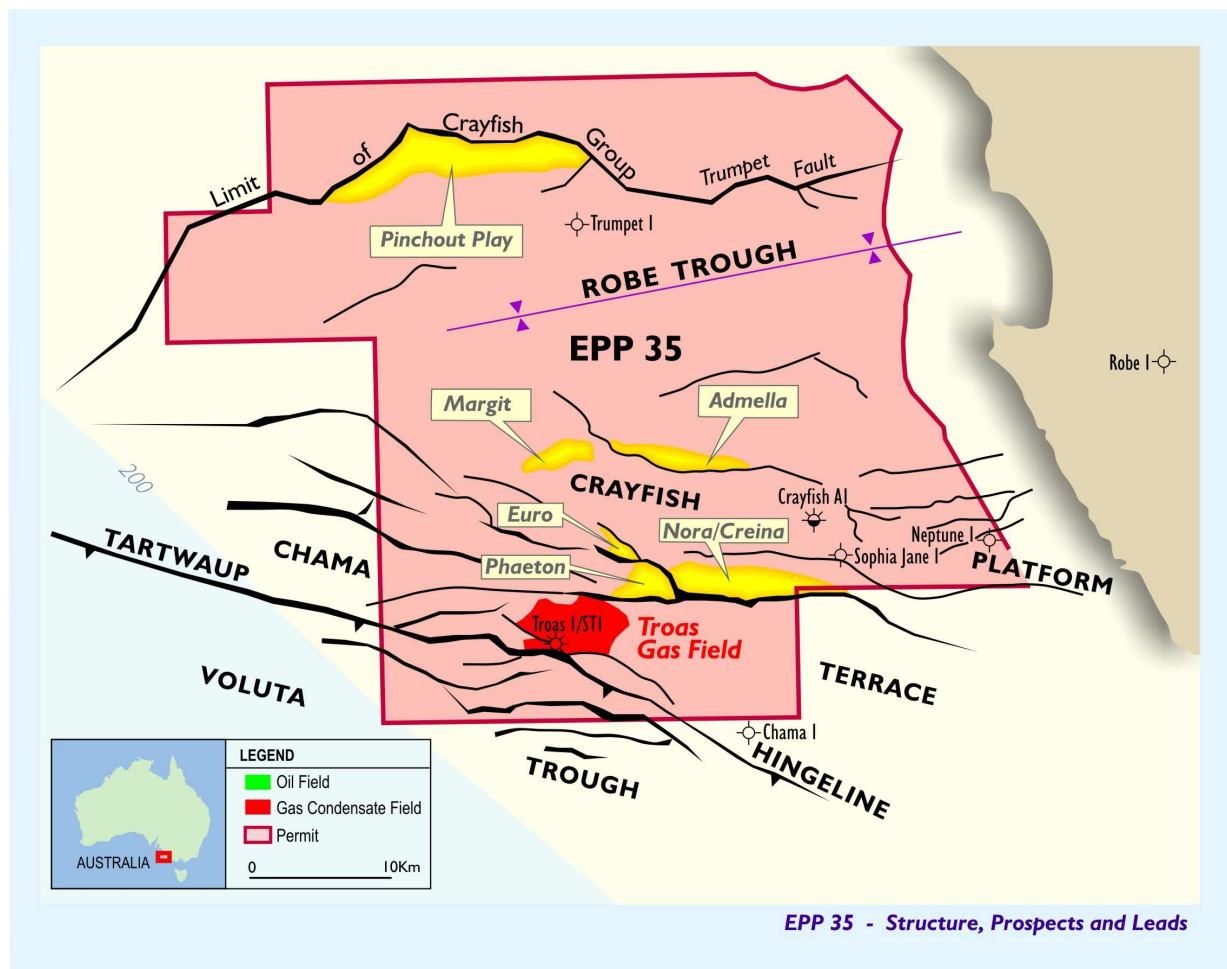 Limit of Crayfish Group
Trumpet Fault
Pinchout Play
Trumpet 1
ROBE TROUGH
EPP 35
Robe 1
Margit
Admella
200
CRAYFISH
Crayfish A1
Euro
Nora/Creina
Neptune 1
TARTWAUP
CHAMA
Phaeton
Sophia Jane 1
PLATFORM
Troas 1/ST1
Troas
Gas Field
VOLUTA
TERRACE
Chama 1
TROUGH
HINGELINE
LEGEND
Oil Field
Gas Condensate Field
Permit
0 10Km
AUSTRALIA
EPP 35 - Structure, Prospects and Leads